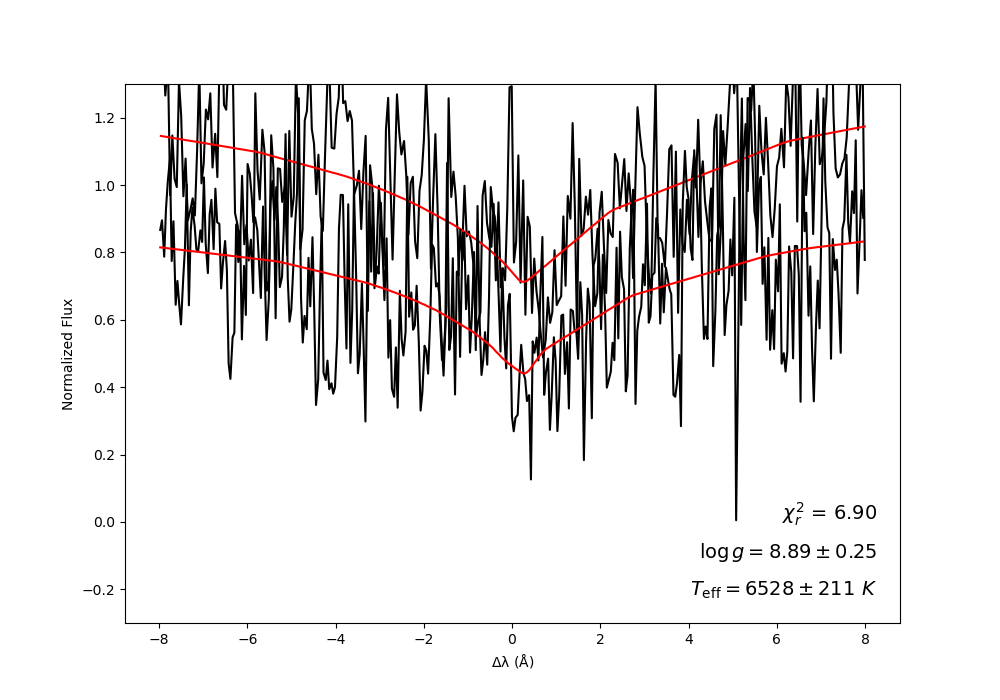 1.2
1.0
0.8
0.6
0.4
0.2
0.0
−0.2
Normalized Flux
χ²ᵣ = 6.90
log g = 8.89 ± 0.25
T_eff = 6528 ± 211 K
−8 −6 −4 −2 0 2 4 6 8
Δλ (Å)